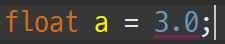 float a = 3.0;